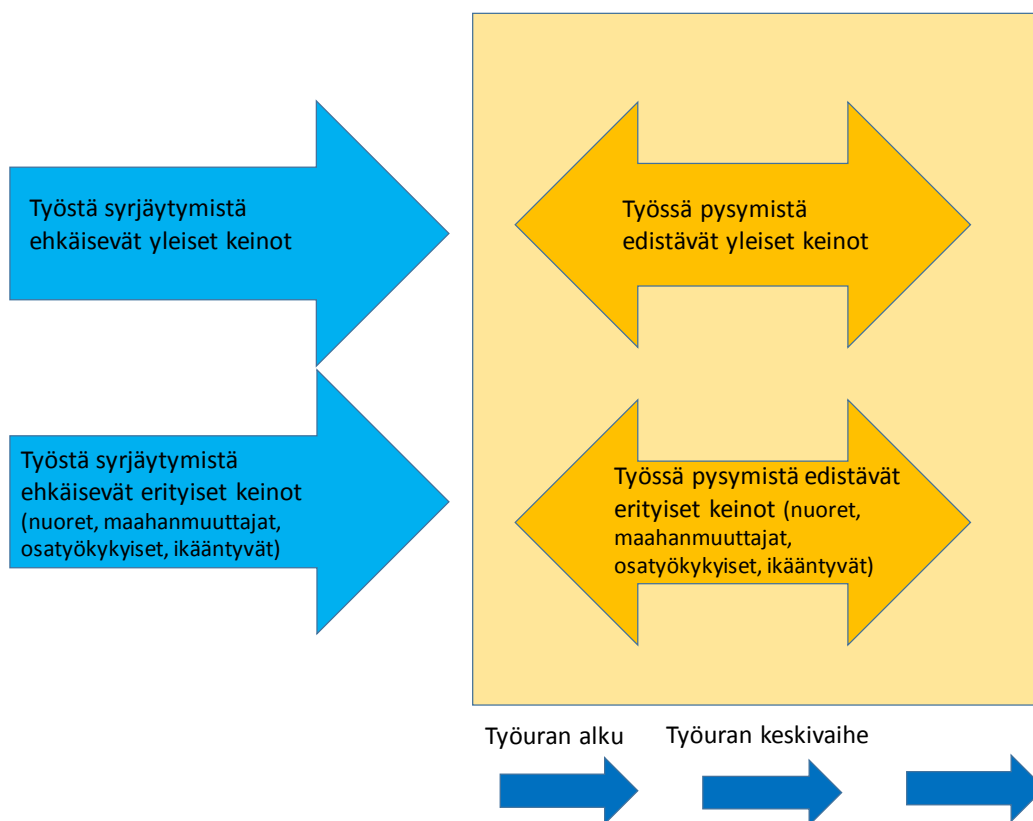 Työstä syrjäytymistä
ehkäisevät yleiset keinot
Työssä pysymistä
edistävät yleiset keinot
Työstä syrjäytymistä
ehkäisevät erityiset keinot
(nuoret, maahanmuuttajat,
osatyökykyiset, ikääntyvät)
Työssä pysymistä edistävät
erityiset keinot (nuoret,
maahanmuuttajat,
osatyökykyiset, ikääntyvät)
Työuran alku
Työuran keskivaihe